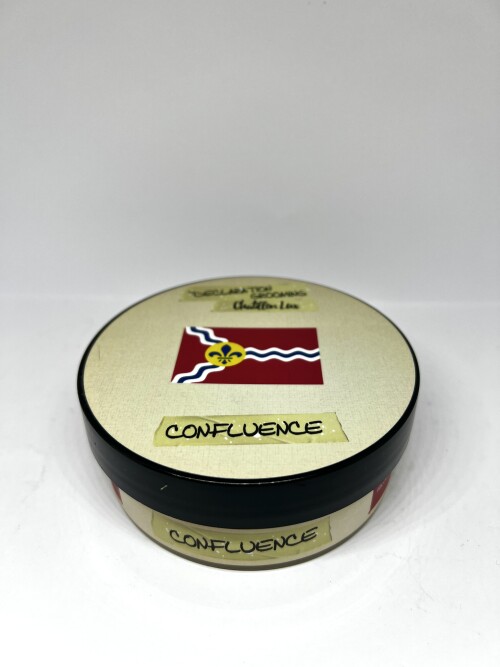 DECLARATION
GROOMING
Chatillon Lux
CONFLUENCE
CONFLUENCE